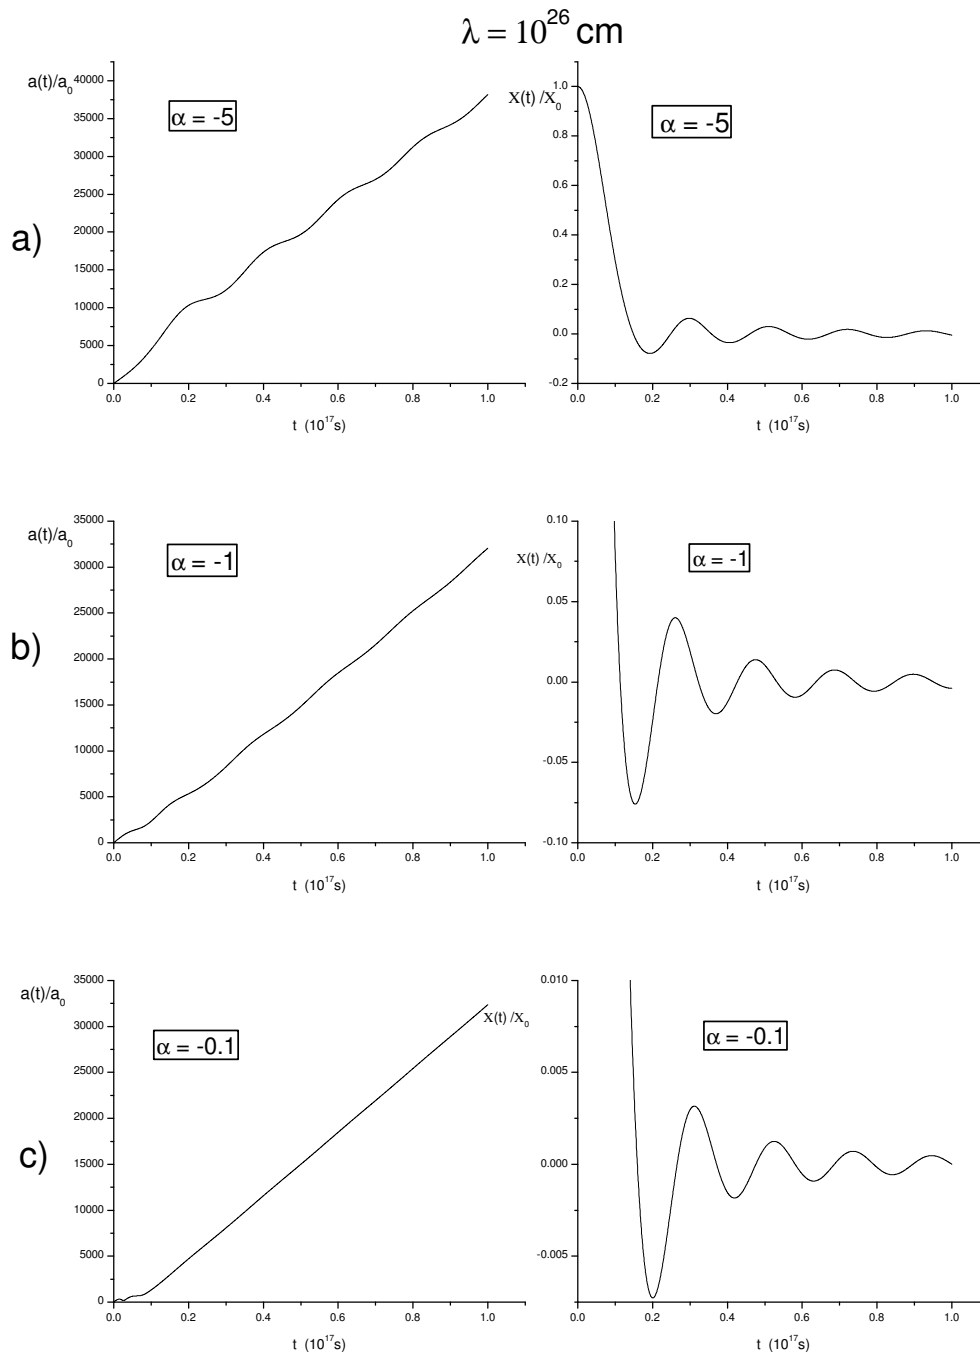 λ = 10^26 cm
a)
a(t)/a0
α = -5
40000
35000
30000
25000
20000
15000
10000
5000
0
0.0 0.2 0.4 0.6 0.8 1.0
t (10^17s)
X(t) /X0
α = -5
1.0
0.8
0.6
0.4
0.2
0.0
-0.2
0.0 0.2 0.4 0.6 0.8 1.0
t (10^17s)
b)
a(t)/a0
α = -1
35000
30000
25000
20000
15000
10000
5000
0
0.0 0.2 0.4 0.6 0.8 1.0
t (10^17s)
X(t) /X0
α = -1
0.10
0.05
0.00
-0.05
-0.10
0.0 0.2 0.4 0.6 0.8 1.0
t (10^17s)
c)
a(t)/a0
α = -0.1
35000
30000
25000
20000
15000
10000
5000
0
0.0 0.2 0.4 0.6 0.8 1.0
t (10^17s)
X(t) /X0
α = -0.1
0.010
0.005
0.000
-0.005
0.0 0.2 0.4 0.6 0.8 1.0
t (10^17s)